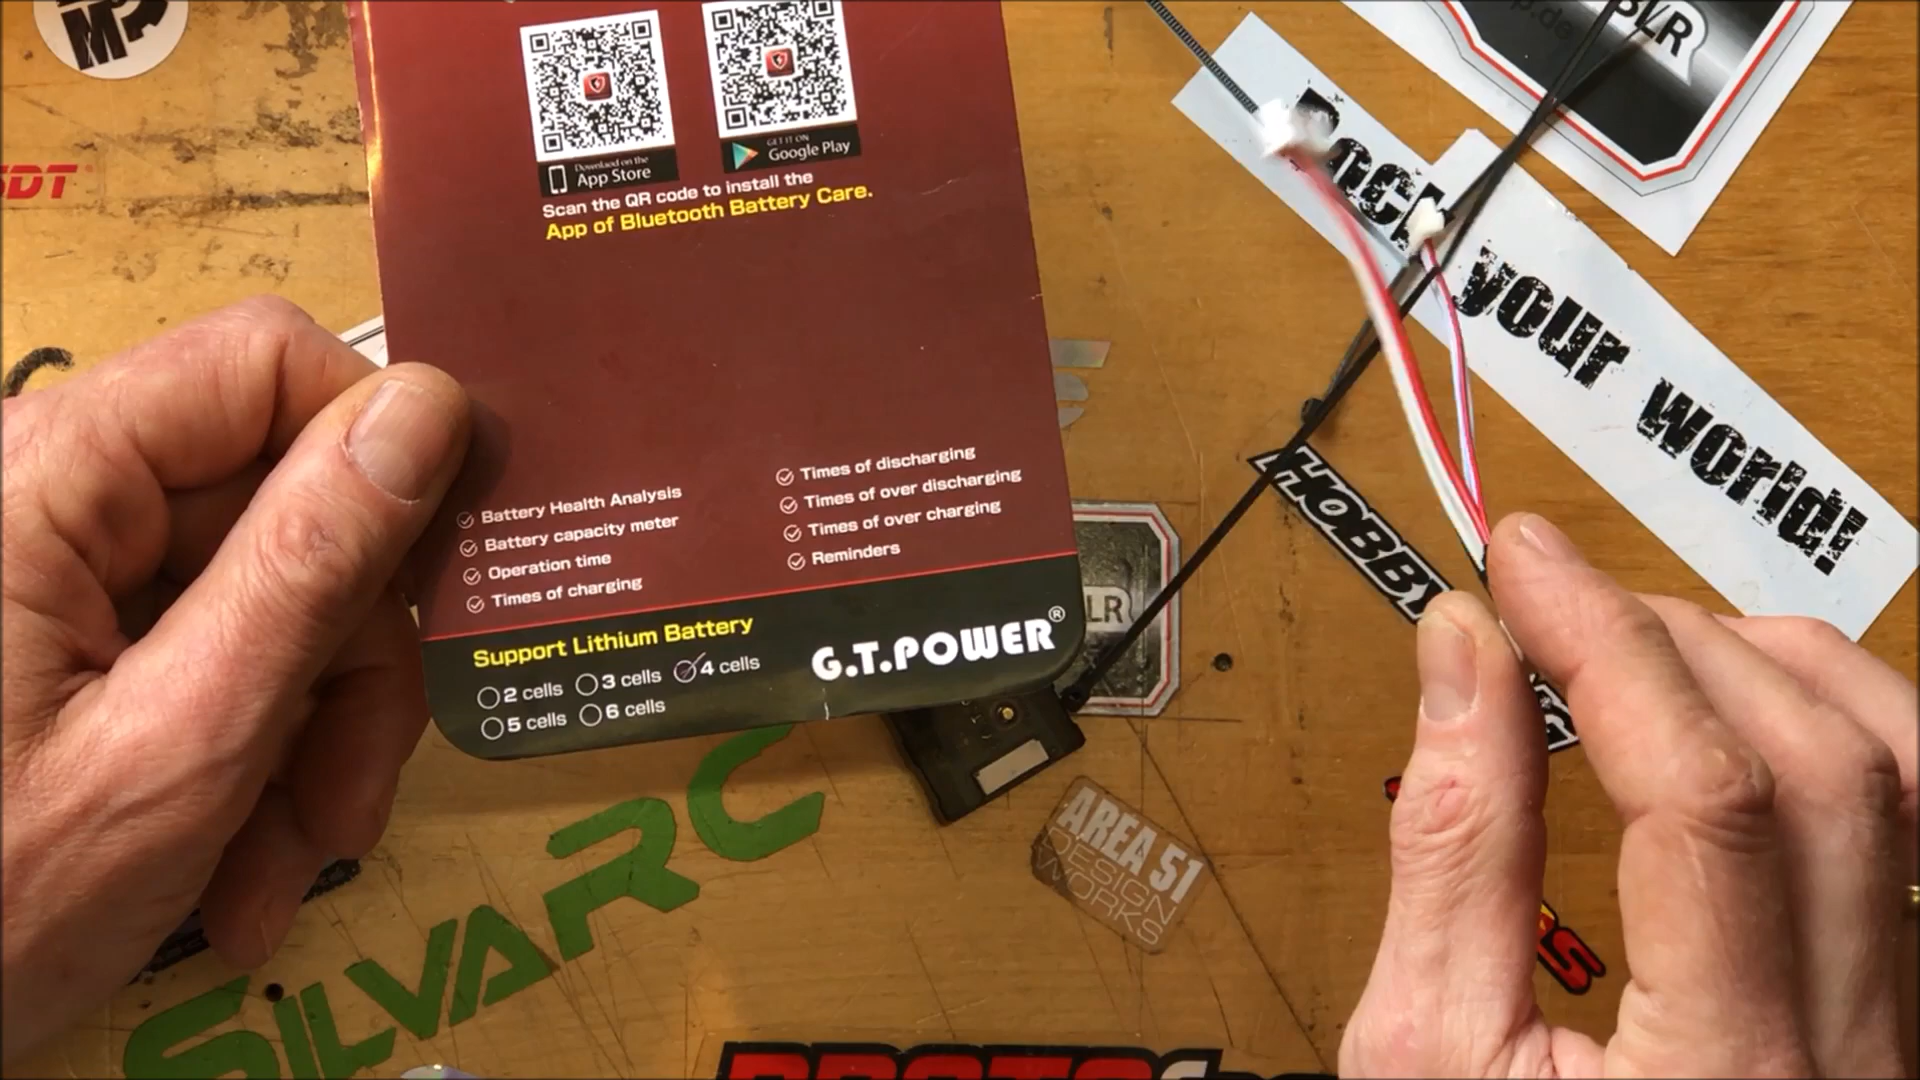 Downlaod on the
App Store
GET IT ON
Google Play
Scan the QR code to install the
App of Bluetooth Battery Care.
Battery Health Analysis
Battery capacity meter
Operation time
Times of charging
Times of discharging
Times of over discharging
Times of over charging
Reminders
Support Lithium Battery
2 cells
3 cells
4 cells
5 cells
6 cells
G.T.POWER®
Rock your world!
HOBBY
LR
AREA 51
DESIGN
WORKS
SILVARC